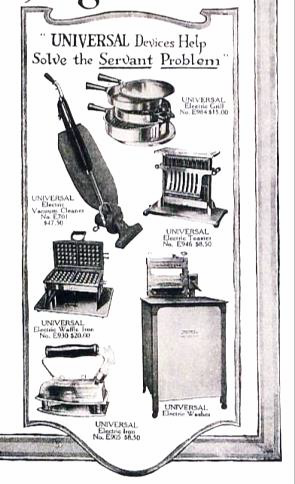 "UNIVERSAL Devices Help
Solve the Servant Problem"
UNIVERSAL
Electric Grill
No. E984 $15.00
UNIVERSAL
Electric
Vacuum Cleaner
No. E701
$47.50
UNIVERSAL
Electric Toaster
No. E946 $8.50
UNIVERSAL
Electric Waffle Iron
No. E930 $20.00
UNIVERSAL
Electric Washer
UNIVERSAL
Electric Iron
No. E905 $8.50